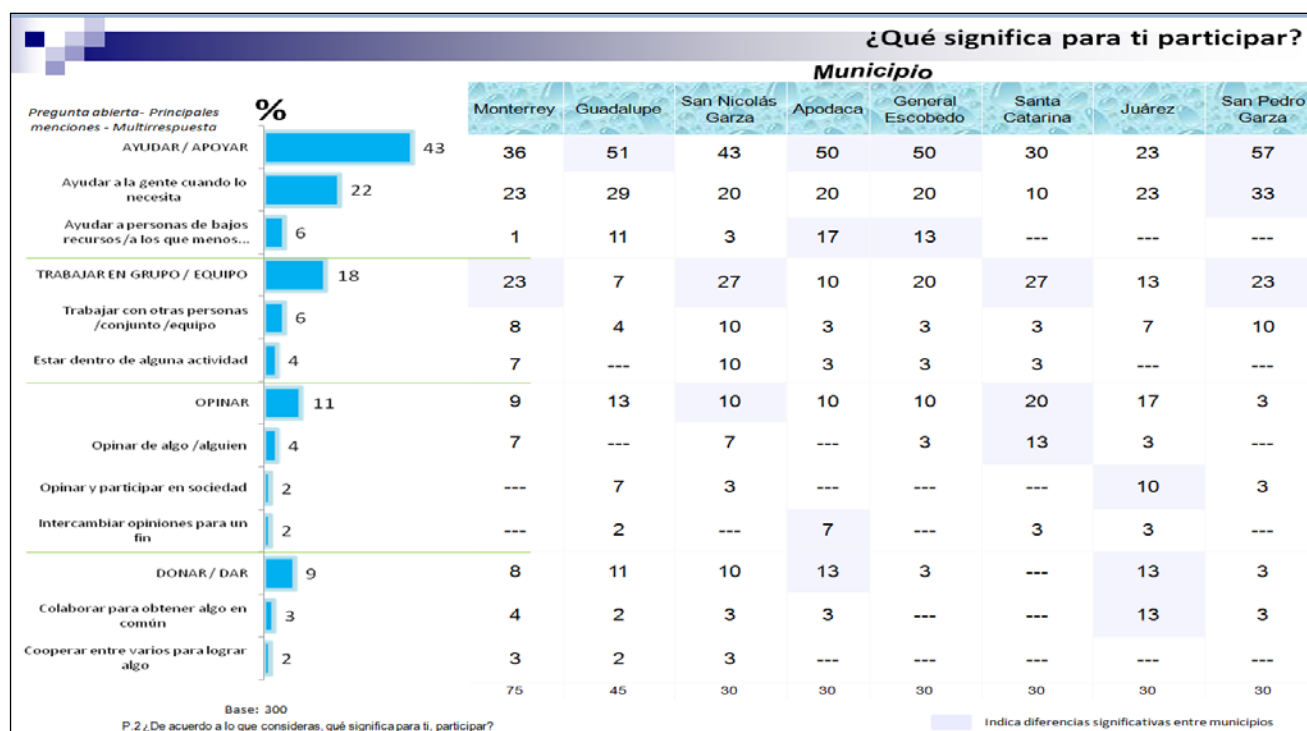 ¿Qué significa para ti participar?
Municipio
Pregunta abierta- Principales menciones - Multirrespuesta
%
Monterrey Guadalupe San Nicolás Garza Apodaca General Escobedo Santa Catarina Juárez San Pedro Garza
AYUDAR / APOYAR 43 36 51 43 50 50 30 23 57
Ayudar a la gente cuando lo necesita 22 23 29 20 20 20 10 23 33
Ayudar a personas de bajos recursos /a los que menos... 6 1 11 3 17 13 --- --- ---
TRABAJAR EN GRUPO / EQUIPO 18 23 7 27 10 20 27 13 23
Trabajar con otras personas /conjunto /equipo 6 8 4 10 3 3 3 7 10
Estar dentro de alguna actividad 4 7 --- 10 3 3 3 --- ---
OPINAR 11 9 13 10 10 10 20 17 3
Opinar de algo /alguien 4 7 --- 7 --- 3 13 3 ---
Opinar y participar en sociedad 2 --- 7 3 --- --- --- 10 3
Intercambiar opiniones para un fin 2 --- 2 --- 7 --- 3 3 ---
DONAR / DAR 9 8 11 10 13 3 --- 13 3
Colaborar para obtener algo en común 3 4 2 3 3 --- --- 13 3
Cooperar entre varios para lograr algo 2 3 2 3 --- --- --- --- ---
75 45 30 30 30 30 30 30
Base: 300
P.2 ¿De acuerdo a lo que consideras, qué significa para ti, participar?
Indica diferencias significativas entre municipios